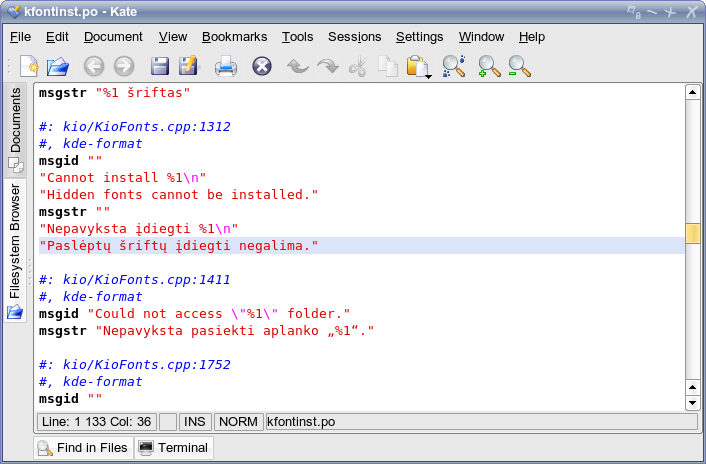 kfontinst.po - Kate
File Edit Document View Bookmarks Tools Sessions Settings Window Help
Documents
Filesystem Browser
msgstr "%1 šriftas"
#: kio/KioFonts.cpp:1312
#, kde-format
msgid ""
"Cannot install %1\n"
"Hidden fonts cannot be installed."
msgstr ""
"Nepavyksta įdiegti %1\n"
"Paslėptų šriftų įdiegti negalima."
#: kio/KioFonts.cpp:1411
#, kde-format
msgid "Could not access \"%1\" folder."
msgstr "Nepavyksta pasiekti aplanko „%1“."
#: kio/KioFonts.cpp:1752
#, kde-format
msgid ""
Line: 1 133 Col: 36 INS NORM kfontinst.po
Find in Files Terminal